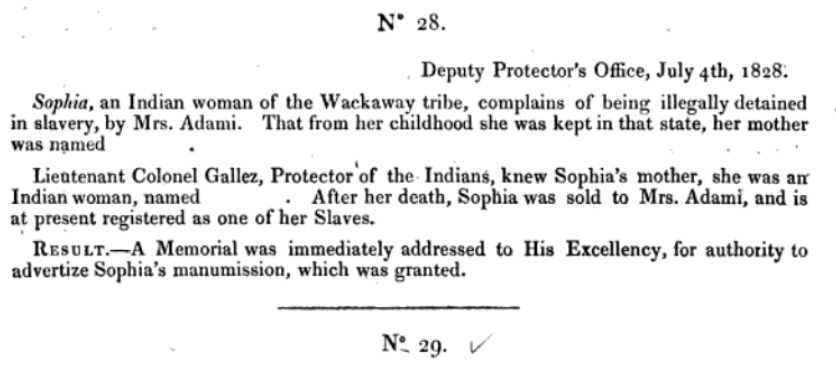 N° 28.
Deputy Protector's Office, July 4th, 1828.
Sophia, an Indian woman of the Wackaway tribe, complains of being illegally detained
in slavery, by Mrs. Adami. That from her childhood she was kept in that state, her mother
was named .
Lieutenant Colonel Gallez, Protector of the Indians, knew Sophia's mother, she was an
Indian woman, named . After her death, Sophia was sold to Mrs. Adami, and is
at present registered as one of her Slaves.
RESULT.—A Memorial was immediately addressed to His Excellency, for authority to
advertize Sophia's manumission, which was granted.
N° 29. ✓